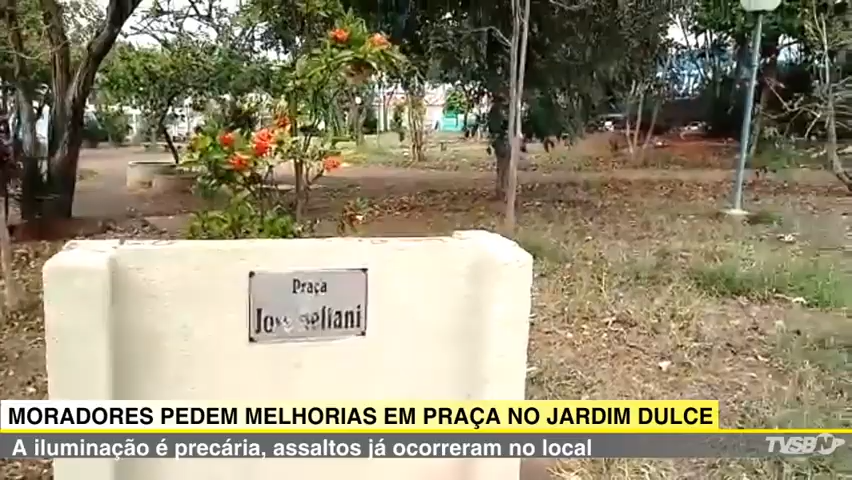 Praça
MORADORES PEDEM MELHORIAS EM PRAÇA NO JARDIM DULCE
A iluminação é precária, assaltos já ocorreram no local
TVSBN